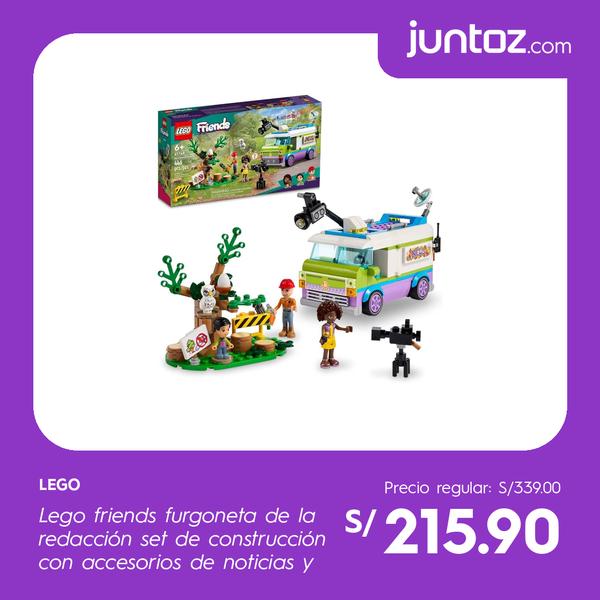 juntoz.com
LEGO
Friends
6+
LEGO
Precio regular: S/339.00
Lego friends furgoneta de la
redacción set de construcción
con accesorios de noticias y
S/ 215.90